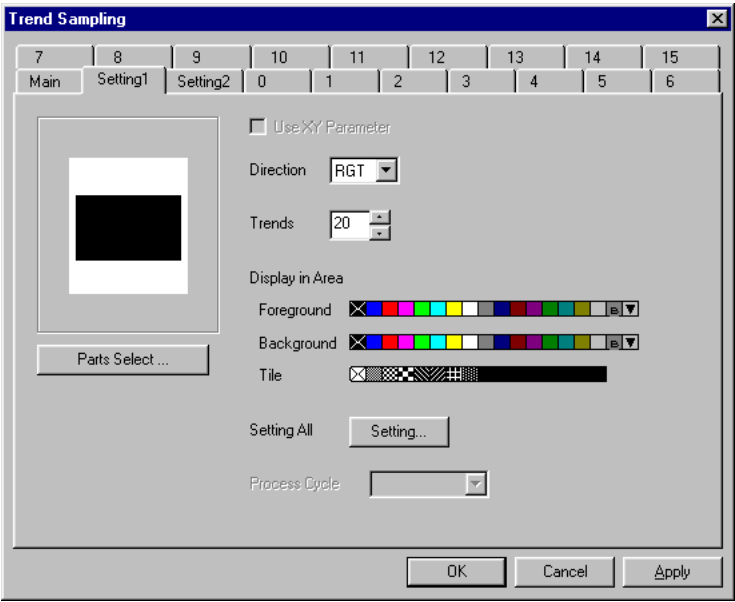 Trend Sampling
7 8 9 10 11 12 13 14 15
Main Setting1 Setting2 0 1 2 3 4 5 6
Use XY Parameter
Direction RGT
Trends 20
Display in Area
Foreground B
Background B
Parts Select ...
Tile
Setting All Setting...
Process Cycle
OK Cancel Apply